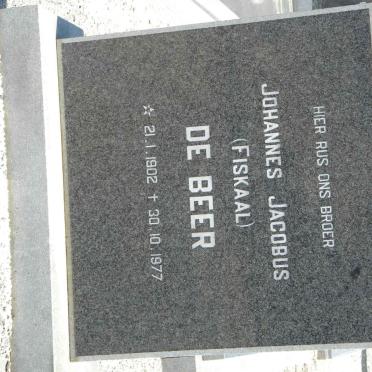 HIER RUS ONS BROER
JOHANNES JACOBUS
(FISKAAL)
DE BEER
☆ 21.1.1902 ✝ 30.10.1977